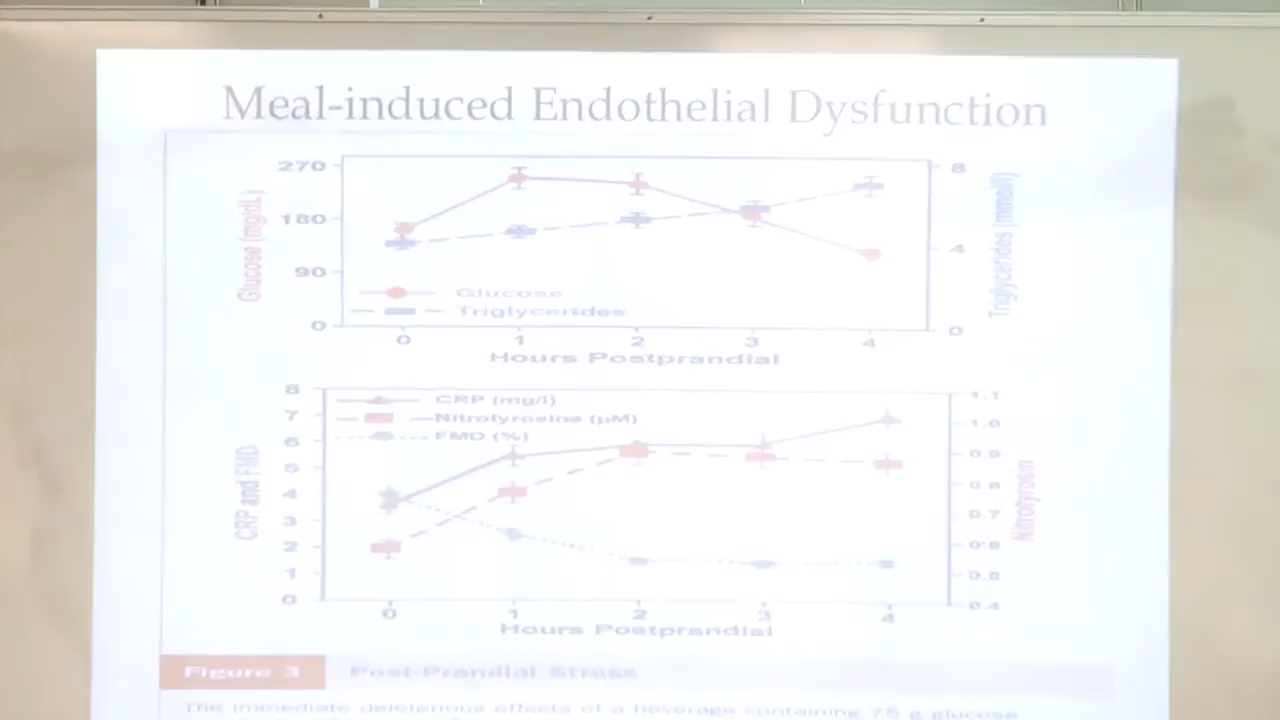 Meal-induced Endothelial Dysfunction
270
180
90
0
Glucose (mg/dL)
8
4
0
Triglycerides (mmol/l)
Glucose
Triglycerides
0 1 2 3 4
Hours Postprandial
8
7
6
5
4
3
2
1
0
CRP and FMD
CRP (mg/l)
Nitrotyrosine (µM)
FMD (%)
1.1
1.0
0.9
0.8
0.7
0.6
0.4
Nitrotyrosin
0 1 2 3 4
Hours Postprandial
Figure 3 Post-Prandial Stress
The immediate deleterious effects of a beverage containing 75 g glucose